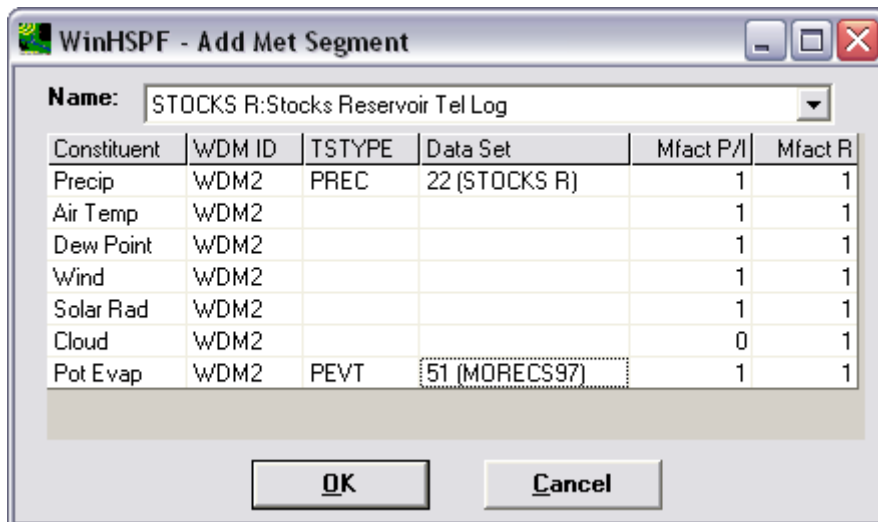 WinHSPF - Add Met Segment
Name: STOCKS R:Stocks Reservoir Tel Log
Constituent WDM ID TSTYPE Data Set Mfact P/I Mfact R
Precip WDM2 PREC 22 (STOCKS R) 1 1
Air Temp WDM2 1 1
Dew Point WDM2 1 1
Wind WDM2 1 1
Solar Rad WDM2 1 1
Cloud WDM2 0 1
Pot Evap WDM2 PEVT 51 (MORECS97) 1 1
OK Cancel